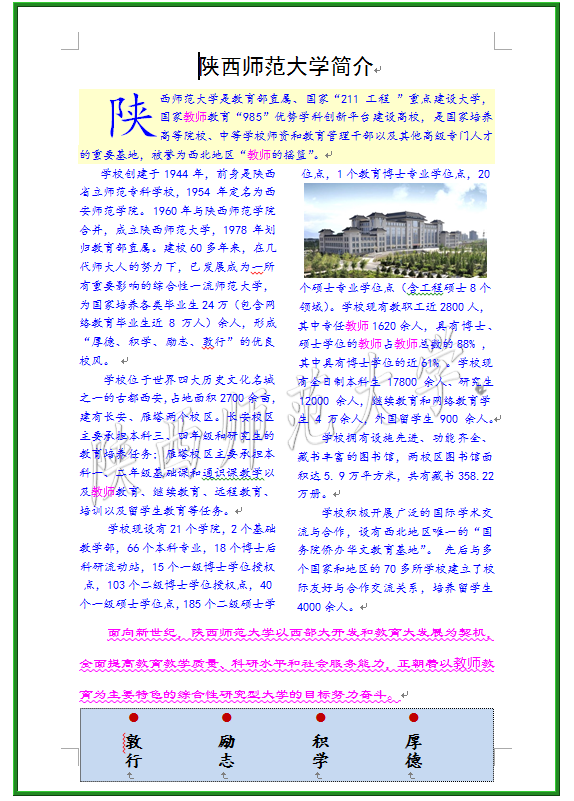 陕西师范大学简介
陕西师范大学是教育部直属、国家“211 工程 ”重点建设大学，
国家教师教育“985”优势学科创新平台建设高校，是国家培养
高等院校、中等学校师资和教育管理干部以及其他高级专门人才
的重要基地，被誉为西北地区“教师的摇篮”。
学校创建于 1944 年，前身是陕西
省立师范专科学校，1954 年定名为西
安师范学院。1960 年与陕西师范学院
合并，成立陕西师范大学，1978 年划
归教育部直属。建校 60 多年来，在几
代师大人的努力下，已发展成为一所
有重要影响的综合性一流师范大学，
为国家培养各类毕业生 24 万（包含网
络教育毕业生近 8 万人）余人，形成
“厚德、积学、励志、敦行”的优良
校风。
学校位于世界四大历史文化名城
之一的古都西安，占地面积 2700 余亩，
建有长安、雁塔两个校区。长安校区
主要承担本科三、四年级和研究生的
教育培养任务；雁塔校区主要承担本
科一、二年级基础课和通识课教学以
及教师教育、继续教育、远程教育、
培训以及留学生教育等任务。
学校现设有 21 个学院，2 个基础
教学部，66 个本科专业，18 个博士后
科研流动站，15 个一级博士学位授权
点，103 个二级博士学位授权点，40
个一级硕士学位点，185 个二级硕士学
位点，1 个教育博士专业学位点，20
个硕士专业学位点（含工程硕士 8 个
领域）。学校现有教职工近 2800 人，
其中专任教师 1620 余人，具有博士、
硕士学位的教师占教师总数的 88% ，
其中具有博士学位的近 61%。学校现
有全日制本科生 17800 余人、研究生
12000 余人，继续教育和网络教育学
生 4 万余人，外国留学生 900 余人。
学校拥有设施先进、功能齐全、
藏书丰富的图书馆，两校区图书馆面
积达 5.9 万平方米，共有藏书 358.22
万册。
学校积极开展广泛的国际学术交
流与合作，设有西北地区唯一的“国
务院侨办华文教育基地”。 先后与多
个国家和地区的 70 多所学校建立了校
际友好与合作交流关系，培养留学生
4000 余人。
面向新世纪，陕西师范大学以西部大开发和教育大发展为契机，
全面提高教育教学质量、科研水平和社会服务能力，正朝着以教师教
育为主要特色的综合性研究型大学的目标努力奋斗。
厚德
积学
励志
敦行
陕西师范大学